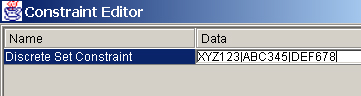 Constraint Editor
Name Data
Discrete Set Constraint XYZ123|ABC345|DEF678